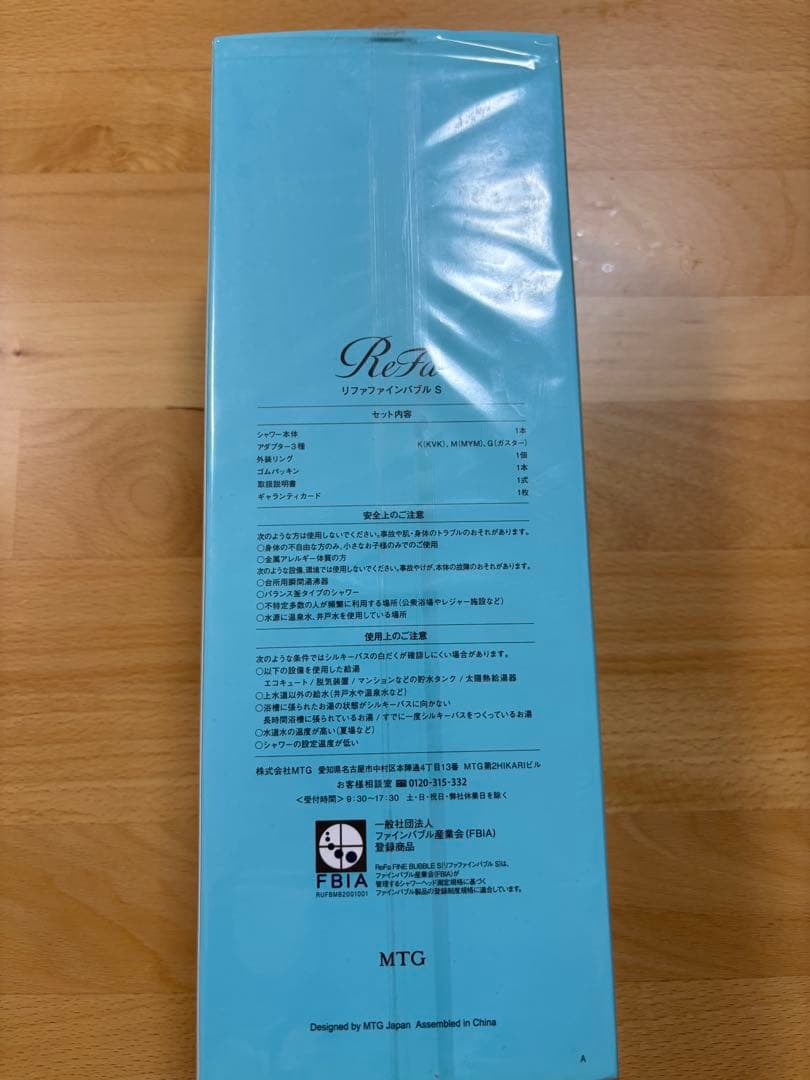 ReFa
リファファインバブル S
セット内容
シャワー本体 1本
アダプター3種 K(KVK)、M(MYM)、G(ガスター)
外装リング 1個
ゴムパッキン 1本
取扱説明書 1式
ギャランティカード 1枚
安全上のご注意
次のような方は使用しないでください。事故や肌・身体のトラブルのおそれがあります。
○身体の不自由な方のみ、小さなお子様のみでのご使用
○金属アレルギー体質の方
次のような設備、環境では使用しないでください。事故やけが、本体の故障のおそれがあります。
○台所用瞬間湯沸器
○バランス釜タイプのシャワー
○不特定多数の人が頻繁に利用する場所(公衆浴場やレジャー施設など)
○水源に温泉水、井戸水を使用している場所
使用上のご注意
次のような条件ではシルキーバスの白だくが確認しにくい場合があります。
○以下の設備を使用した給湯
エコキュート / 脱気装置 / マンションなどの貯水タンク / 太陽熱給湯器
○上水道以外の給水(井戸水や温泉水など)
○浴槽に張られたお湯の状態がシルキーバスに向かない
長時間浴槽に張られているお湯 / すでに一度シルキーバスをつくっているお湯
○水道水の温度が高い(夏場など)
○シャワーの設定温度が低い
株式会社MTG 愛知県名古屋市中村区本陣通4丁目13番 MTG第2HIKARIビル
お客様相談室 0120-315-332
<受付時間> 9:30~17:30 土・日・祝日・弊社休業日を除く
一般社団法人
ファインバブル産業会(FBIA)
登録商品
FBIA
RUFBMB2001001
ReFa FINE BUBBLE S(リファファインバブル S)は、
ファインバブル産業会(FBIA)が
管理するシャワーヘッド測定規格に基づく
ファインバブル製品の登録制度規格に適合しています。
MTG
Designed by MTG Japan Assembled in China
A